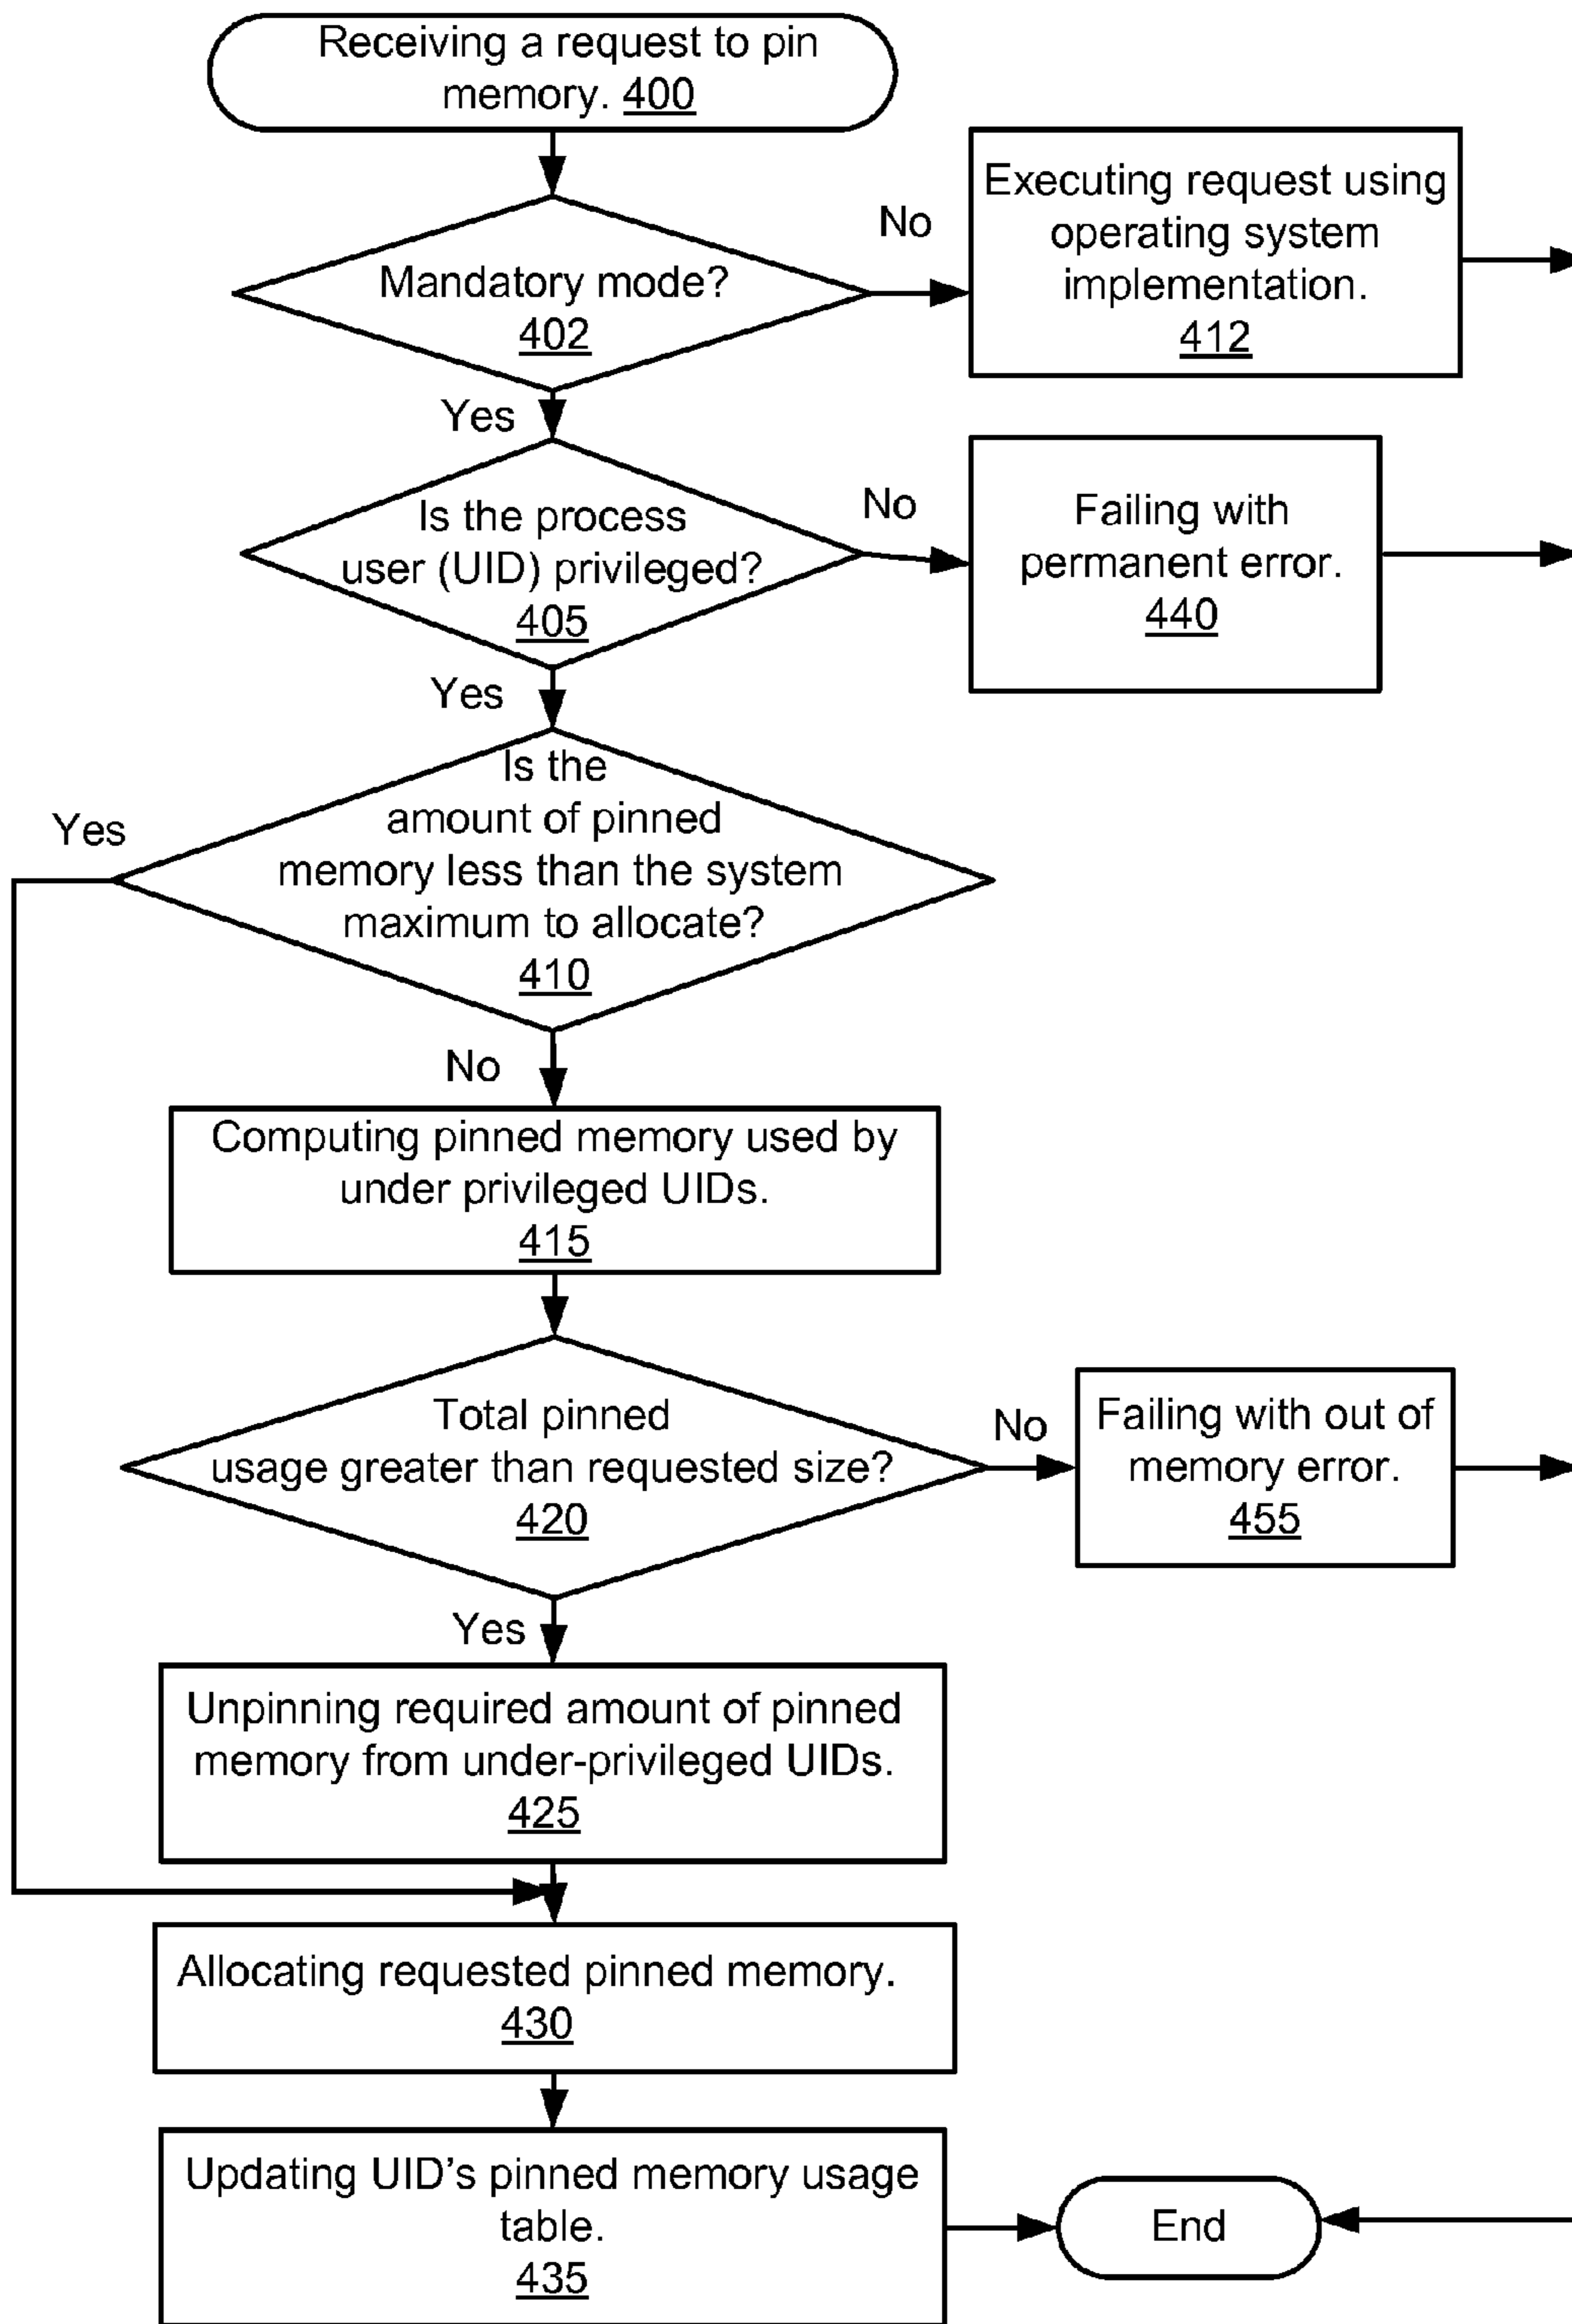 Receiving a request to pin
memory. 400
No
Executing request using
operating system
implementation.
412
Mandatory mode?
402
Yes
No
Is the process
user (UID) privileged?
405
Failing with
permanent error.
440
Yes
Yes
Is the
amount of pinned
memory less than the system
maximum to allocate?
410
No
Computing pinned memory used by
under privileged UIDs.
415
Total pinned
usage greater than requested size?
420
No
Failing with out of
memory error.
455
Yes
Unpinning required amount of pinned
memory from under-privileged UIDs.
425
Allocating requested pinned memory.
430
Updating UID's pinned memory usage
table.
435
End